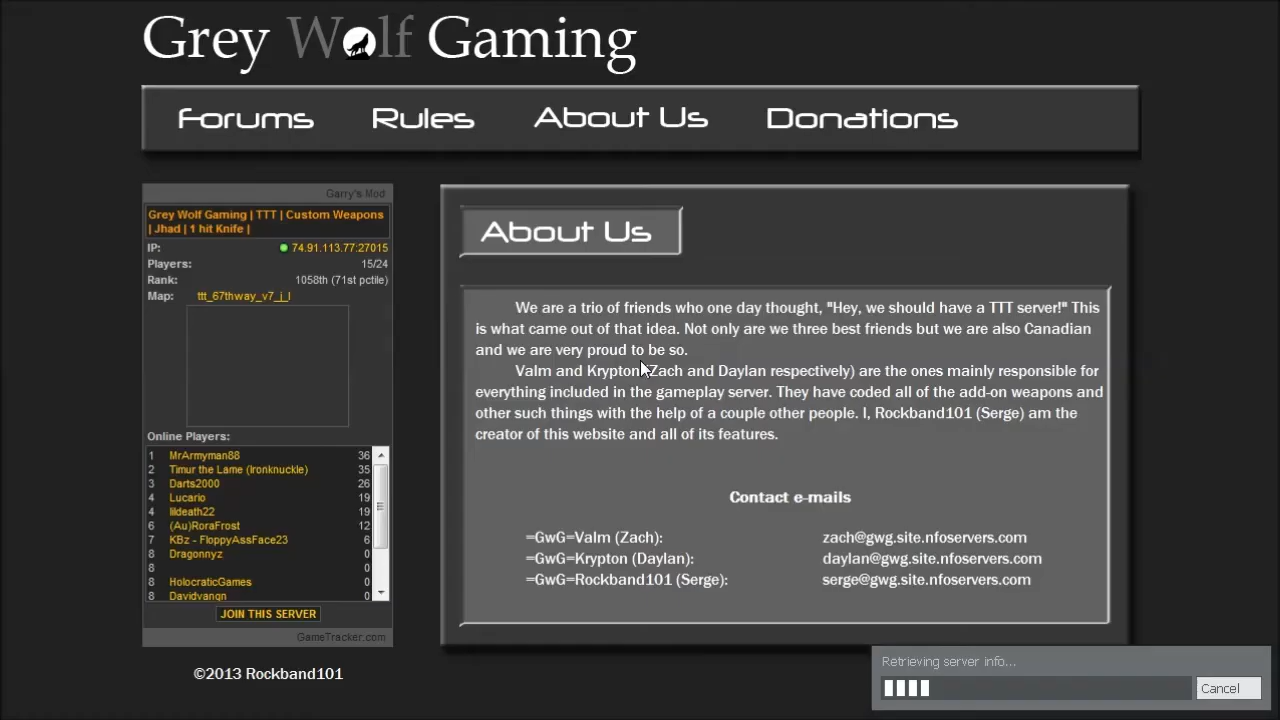 Grey Wolf Gaming
Forums Rules About Us Donations
Garry's Mod
Grey Wolf Gaming | TTT | Custom Weapons
| Jhad | 1 hit Knife |
IP: 74.91.113.77:27015
Players: 15/24
Rank: 1058th (71st pctile)
Map: ttt_67thway_v7_j_l
Online Players:
1 MrArmyman88 36
2 Timur the Lame (Ironknuckle) 35
3 Darts2000 26
4 Lucario 19
4 lildeath22 19
6 (Au)RoraFrost 12
7 KBz - FloppyAssFace23 6
8 Dragonnyz 0
8 0
8 HolocraticGames 0
8 Davidvangn 0
JOIN THIS SERVER
GameTracker.com
©2013 Rockband101
About Us
We are a trio of friends who one day thought, "Hey, we should have a TTT server!" This
is what came out of that idea. Not only are we three best friends but we are also Canadian
and we are very proud to be so.
Valm and Krypton (Zach and Daylan respectively) are the ones mainly responsible for
everything included in the gameplay server. They have coded all of the add-on weapons and
other such things with the help of a couple other people. I, Rockband101 (Serge) am the
creator of this website and all of its features.
Contact e-mails
=GwG=Valm (Zach): zach@gwg.site.nfoservers.com
=GwG=Krypton (Daylan): daylan@gwg.site.nfoservers.com
=GwG=Rockband101 (Serge): serge@gwg.site.nfoservers.com
Retrieving server info...
Cancel